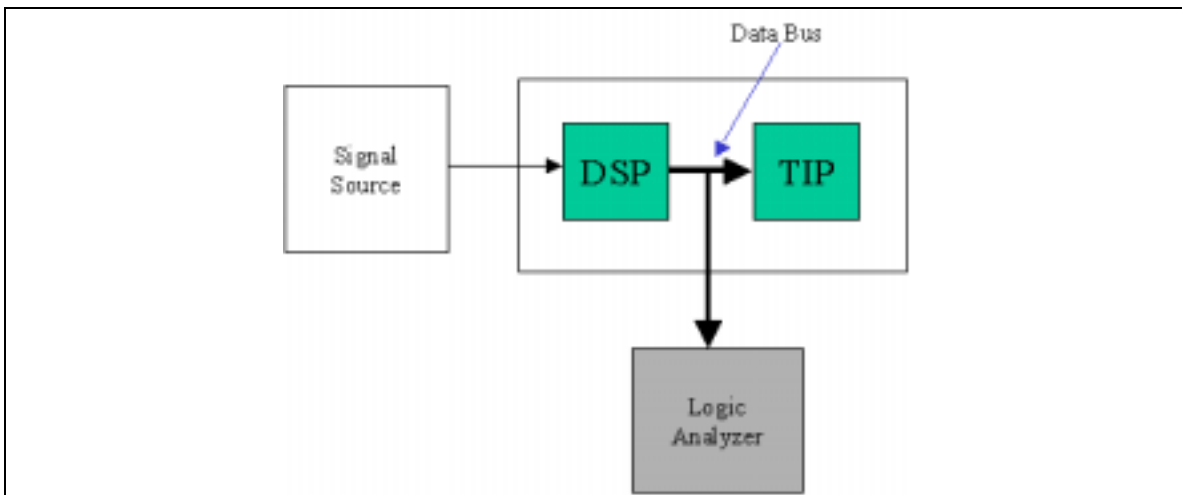 Data Bus
Signal
Source
DSP
TIP
Logic
Analyzer